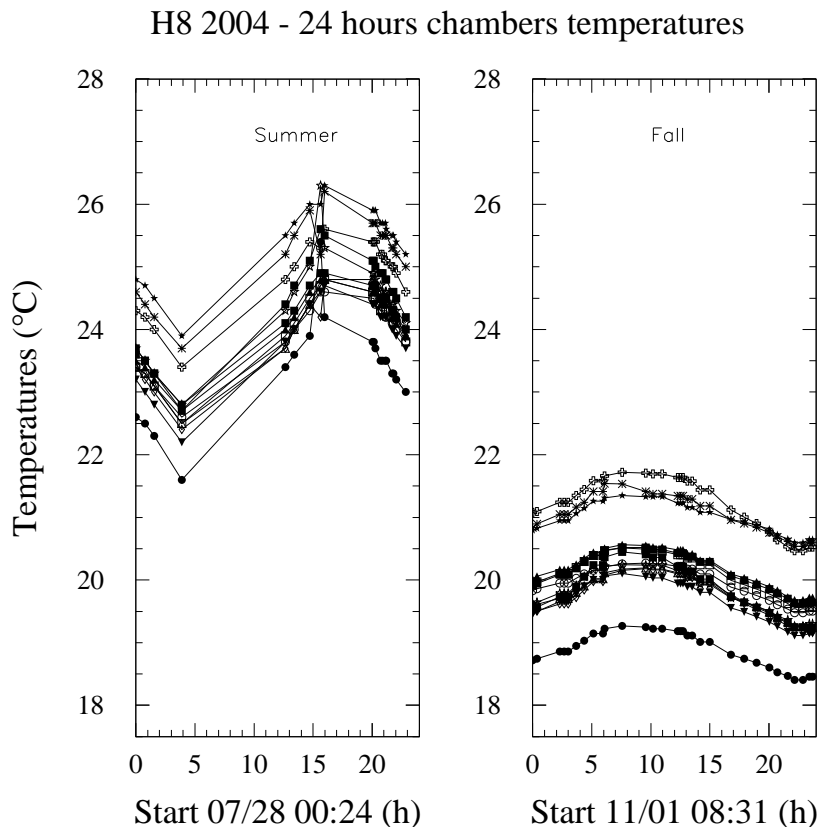 H8 2004 - 24 hours chambers temperatures
Temperatures (°C)
Summer
28
26
24
22
20
18
0 5 10 15 20
Start 07/28 00:24 (h)
Fall
28
26
24
22
20
18
0 5 10 15 20
Start 11/01 08:31 (h)